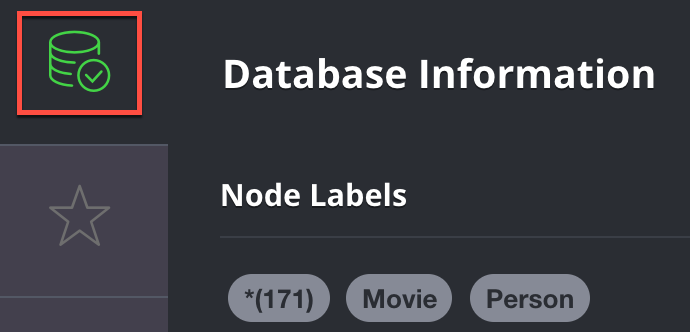 Database Information
Node Labels
*(171) Movie Person